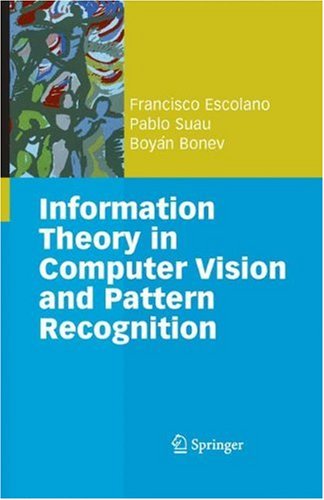 Francisco Escolano
Pablo Suau
Boyán Bonev
Information
Theory in
Computer Vision
and Pattern
Recognition
Springer